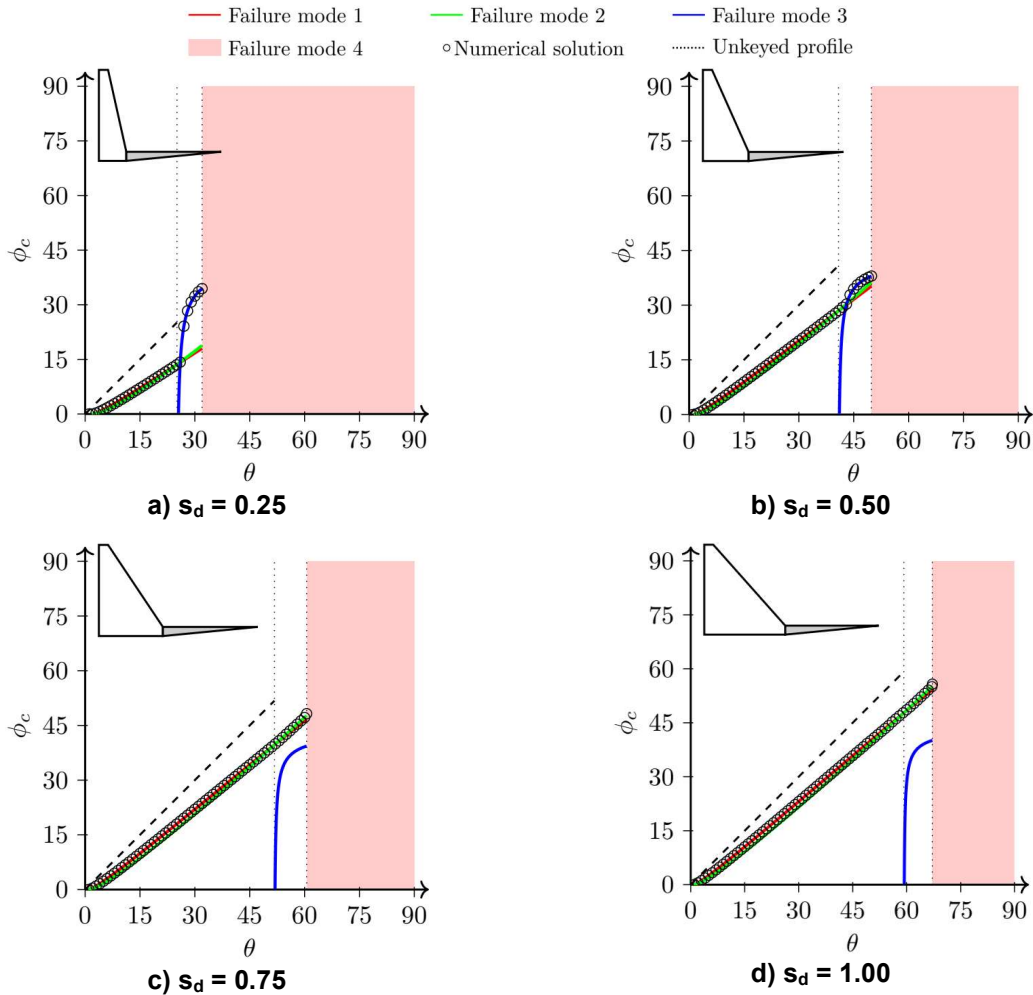 Failure mode 1 Failure mode 2 Failure mode 3
Failure mode 4 Numerical solution Unkeyed profile
90
75
60
45
30
15
0
ϕc
0 15 30 45 60 75 90
θ
a) sd = 0.25
90
75
60
45
30
15
0
ϕc
0 15 30 45 60 75 90
θ
b) sd = 0.50
90
75
60
45
30
15
0
ϕc
0 15 30 45 60 75 90
θ
c) sd = 0.75
90
75
60
45
30
15
0
ϕc
0 15 30 45 60 75 90
θ
d) sd = 1.00